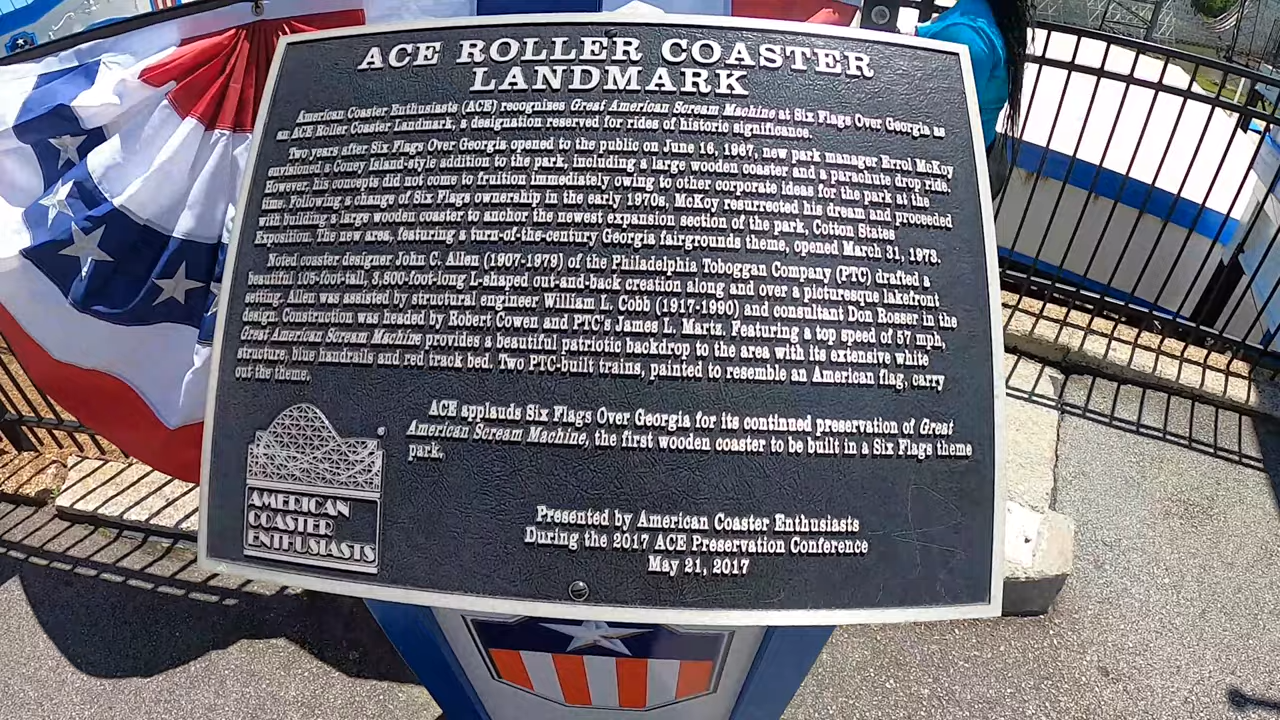 ACE ROLLER COASTER
LANDMARK
American Coaster Enthusiasts (ACE) recognizes Great American Scream Machine at Six Flags Over Georgia as
an ACE Roller Coaster Landmark, a designation reserved for rides of historic significance.
Two years after Six Flags Over Georgia opened to the public on June 16, 1967, new park manager Errol McKoy
envisioned a Coney Island-style addition to the park, including a large wooden coaster and a parachute drop ride.
However, his concepts did not come to fruition immediately owing to other corporate ideas for the park at the
time. Following a change of Six Flags ownership in the early 1970s, McKoy resurrected his dream and proceeded
with building a large wooden coaster to anchor the newest expansion section of the park, Cotton States
Exposition. The new area, featuring a turn-of-the-century Georgia fairgrounds theme, opened March 31, 1973.
Noted coaster designer John C. Allen (1907-1979) of the Philadelphia Toboggan Company (PTC) drafted a
beautiful 105-foot-tall, 3,800-foot-long L-shaped out-and-back creation along and over a picturesque lakefront
setting. Allen was assisted by structural engineer William L. Cobb (1917-1990) and consultant Don Rosser in the
design. Construction was headed by Robert Cowen and PTC's James L. Martz. Featuring a top speed of 57 mph,
Great American Scream Machine provides a beautiful patriotic backdrop to the area with its extensive white
structure, blue handrails and red track bed. Two PTC-built trains, painted to resemble an American flag, carry
out the theme.
ACE applauds Six Flags Over Georgia for its continued preservation of Great
American Scream Machine, the first wooden coaster to be built in a Six Flags theme
park.
®
AMERICAN
COASTER
ENTHUSIASTS
Presented by American Coaster Enthusiasts
During the 2017 ACE Preservation Conference
May 21, 2017